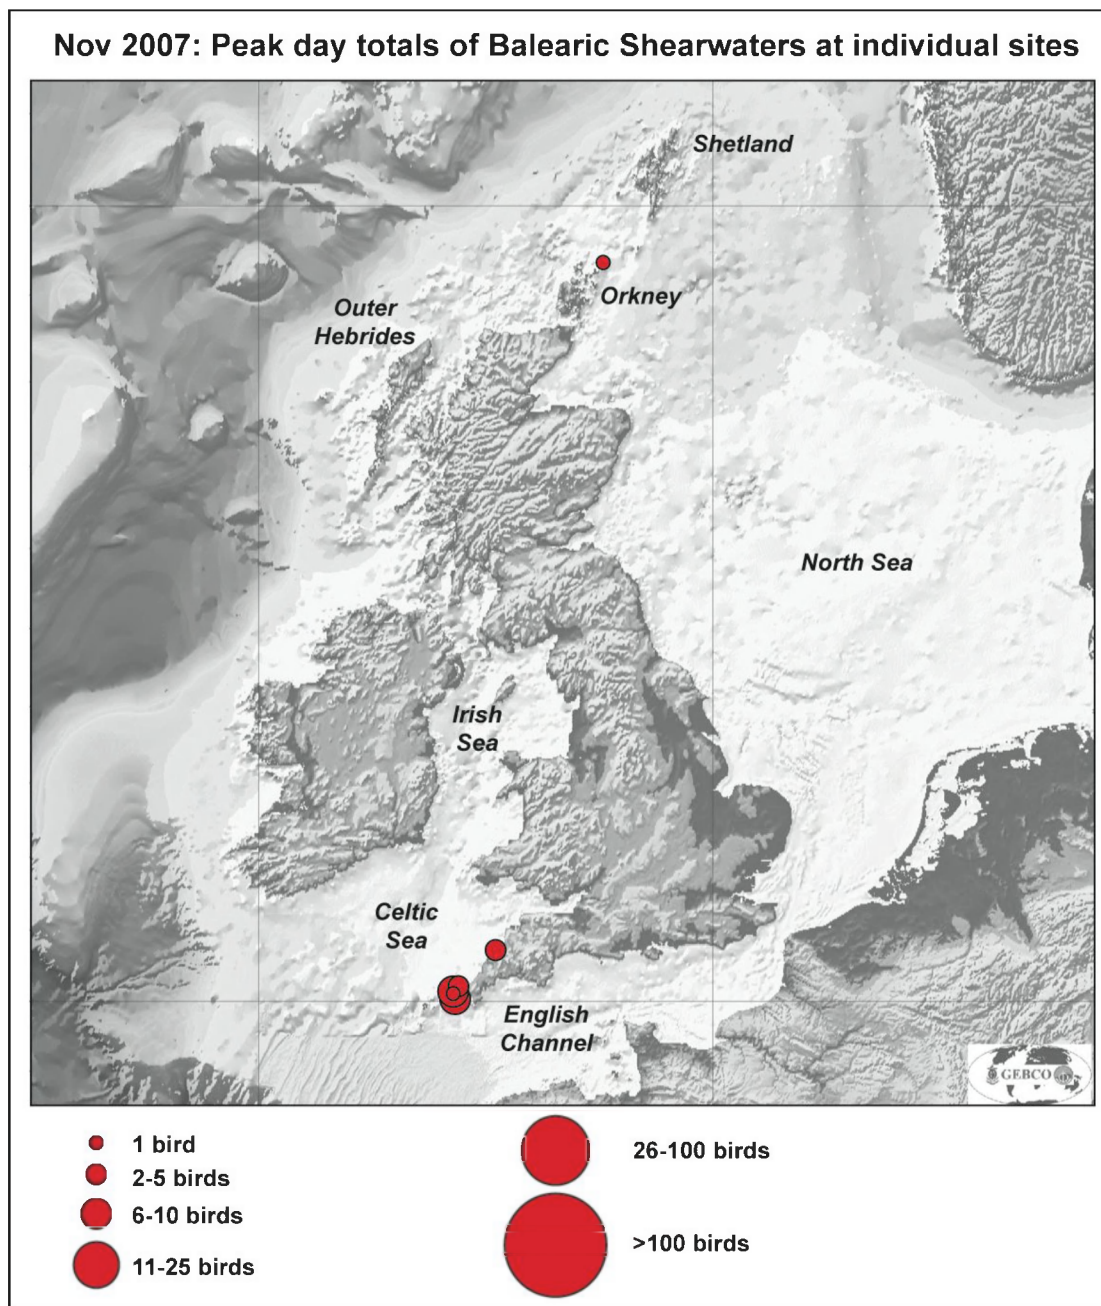 Nov 2007: Peak day totals of Balearic Shearwaters at individual sites
Shetland
Orkney
Outer
Hebrides
North Sea
Irish
Sea
Celtic
Sea
English
Channel
GEBCO
1 bird
2-5 birds
6-10 birds
11-25 birds
26-100 birds
>100 birds